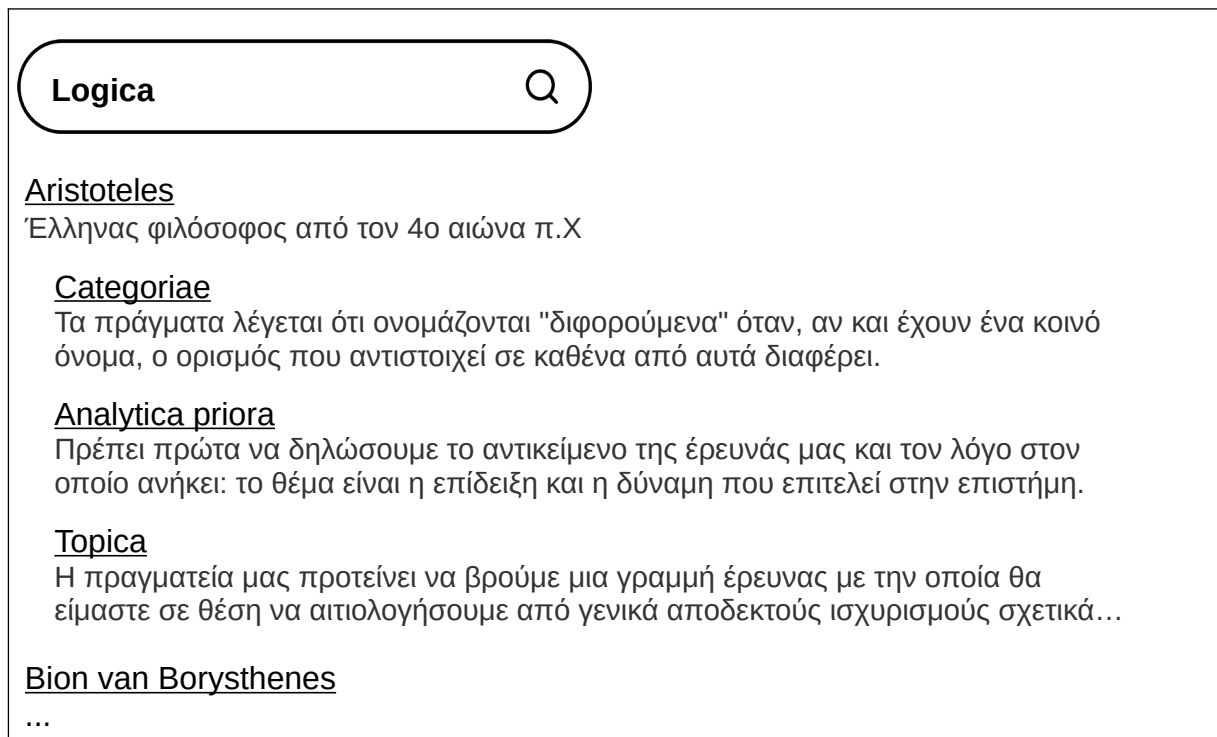 Logica
Aristoteles
Έλληνας φιλόσοφος από τον 4ο αιώνα π.Χ
Categoriae
Τα πράγματα λέγεται ότι ονομάζονται "διφορούμενα" όταν, αν και έχουν ένα κοινό
όνομα, ο ορισμός που αντιστοιχεί σε καθένα από αυτά διαφέρει.
Analytica priora
Πρέπει πρώτα να δηλώσουμε το αντικείμενο της έρευνάς μας και τον λόγο στον
οποίο ανήκει: το θέμα είναι η επίδειξη και η δύναμη που επιτελεί στην επιστήμη.
Topica
Η πραγματεία μας προτείνει να βρούμε μια γραμμή έρευνας με την οποία θα
είμαστε σε θέση να αιτιολογήσουμε από γενικά αποδεκτούς ισχυρισμούς σχετικά…
Bion van Borysthenes
...